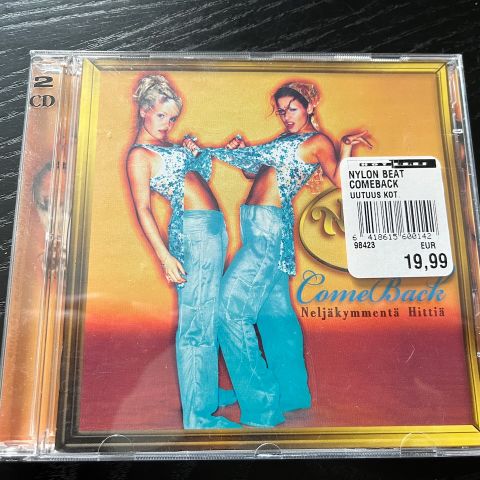 2
CD
NYLON BEAT
COMEBACK
UUTUUS KOT
6 418615 600142
98423 EUR
19,99
ComeBack
Neljäkymmentä Hittiä